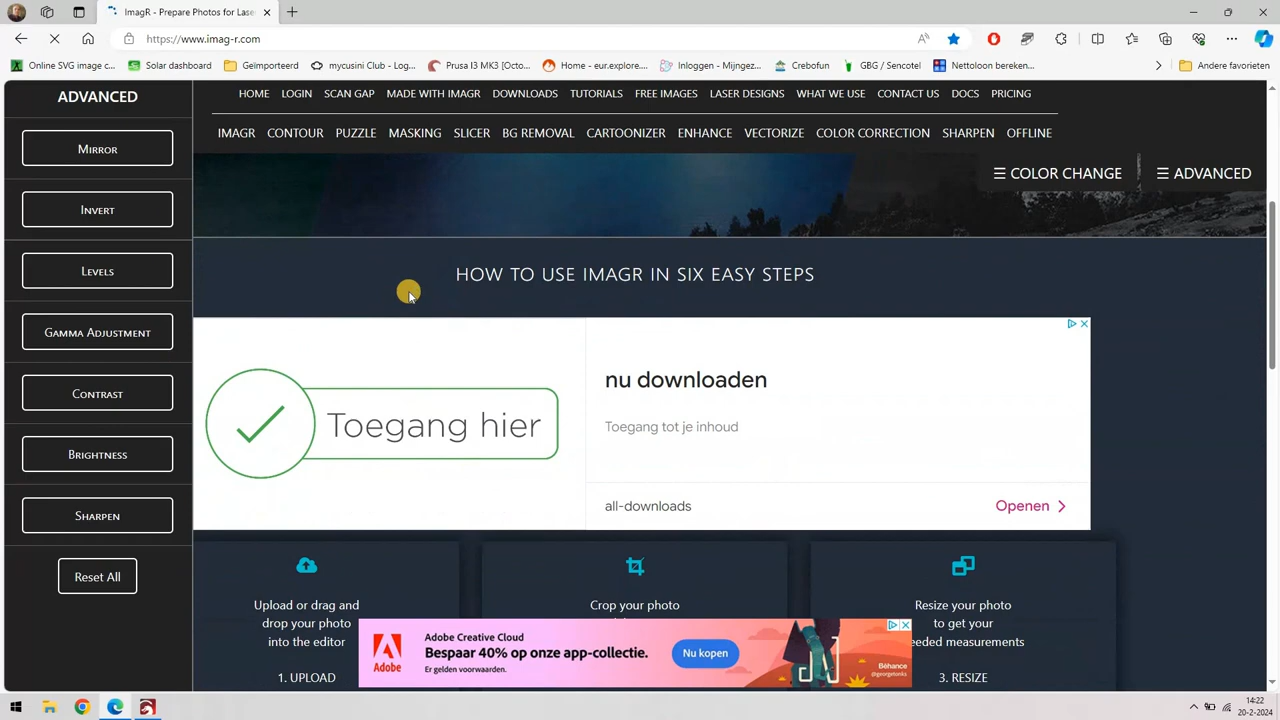 ImagR - Prepare Photos for Lase
https://www.imag-r.com
Online SVG image c...
Solar dashboard
Geïmporteerd
mycusini Club - Log...
Prusa I3 MK3 [Octo...
Home - eur.explore....
Inloggen - Mijngez...
Crebofun
GBG / Sencotel
Nettoloon bereken...
Andere favorieten
ADVANCED
MIRROR
INVERT
LEVELS
GAMMA ADJUSTMENT
CONTRAST
BRIGHTNESS
SHARPEN
Reset All
HOME LOGIN SCAN GAP MADE WITH IMAGR DOWNLOADS TUTORIALS FREE IMAGES LASER DESIGNS WHAT WE USE CONTACT US DOCS PRICING
IMAGR CONTOUR PUZZLE MASKING SLICER BG REMOVAL CARTOONIZER ENHANCE VECTORIZE COLOR CORRECTION SHARPEN OFFLINE
☰ COLOR CHANGE
☰ ADVANCED
HOW TO USE IMAGR IN SIX EASY STEPS
Toegang hier
nu downloaden
Toegang tot je inhoud
all-downloads
Openen
Upload or drag and
drop your photo
into the editor
1. UPLOAD
Crop your photo
Resize your photo
to get your
eeded measurements
3. RESIZE
Adobe
Adobe Creative Cloud
Bespaar 40% op onze app-collectie.
Er gelden voorwaarden.
Nu kopen
Bēhance
@georgetonks
14:22
20-2-2024